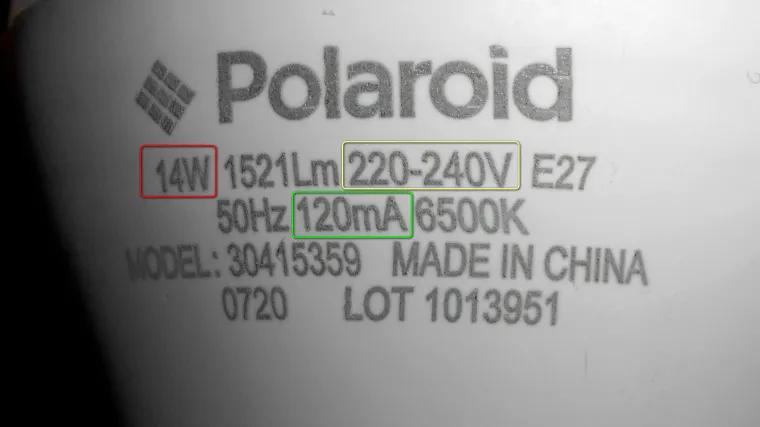 Polaroid
14W 1521Lm 220-240V E27
50Hz 120mA 6500K
MODEL: 30415359 MADE IN CHINA
0720 LOT 1013951